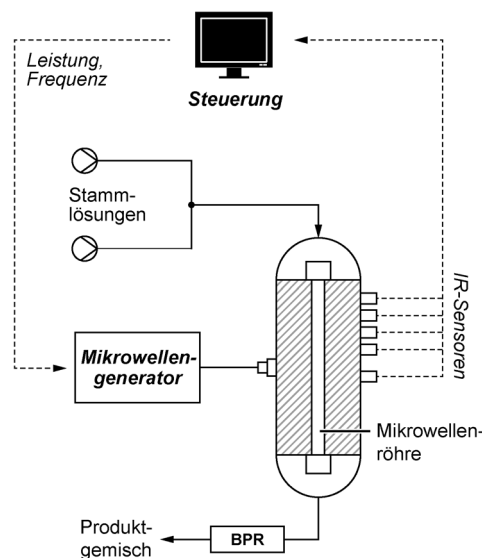 Leistung,
Frequenz
Steuerung
Stamm-
lösungen
IR-Sensoren
Mikrowellen-
generator
Mikrowellen-
röhre
Produkt-
gemisch
BPR